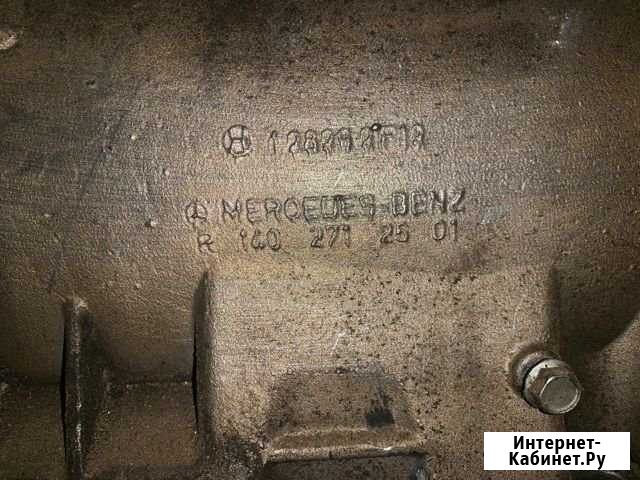 MERCEDES-BENZ
R 140 271 25 01
Интернет-
Кабинет.Ру